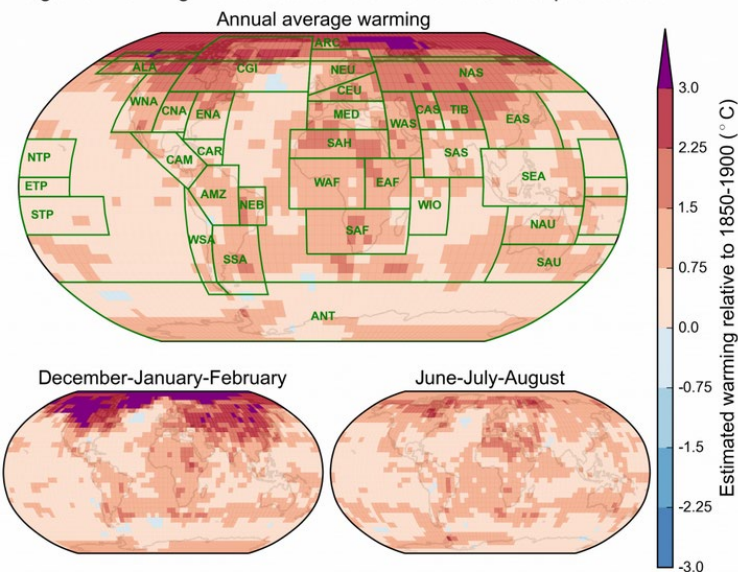 Annual average warming
ARC
ALA
CGI
NEU
NAS
CEU
WNA
CNA
ENA
MED
WAS
CAS
TIB
EAS
SAH
CAR
SAS
NTP
CAM
SEA
ETP
AMZ
WAF
EAF
NEB
STP
WIO
NAU
WSA
SAF
SSA
SAU
ANT
3.0
2.25
1.5
0.75
0.0
-0.75
-1.5
-2.25
-3.0
Estimated warming relative to 1850-1900 (°C)
December-January-February
June-July-August